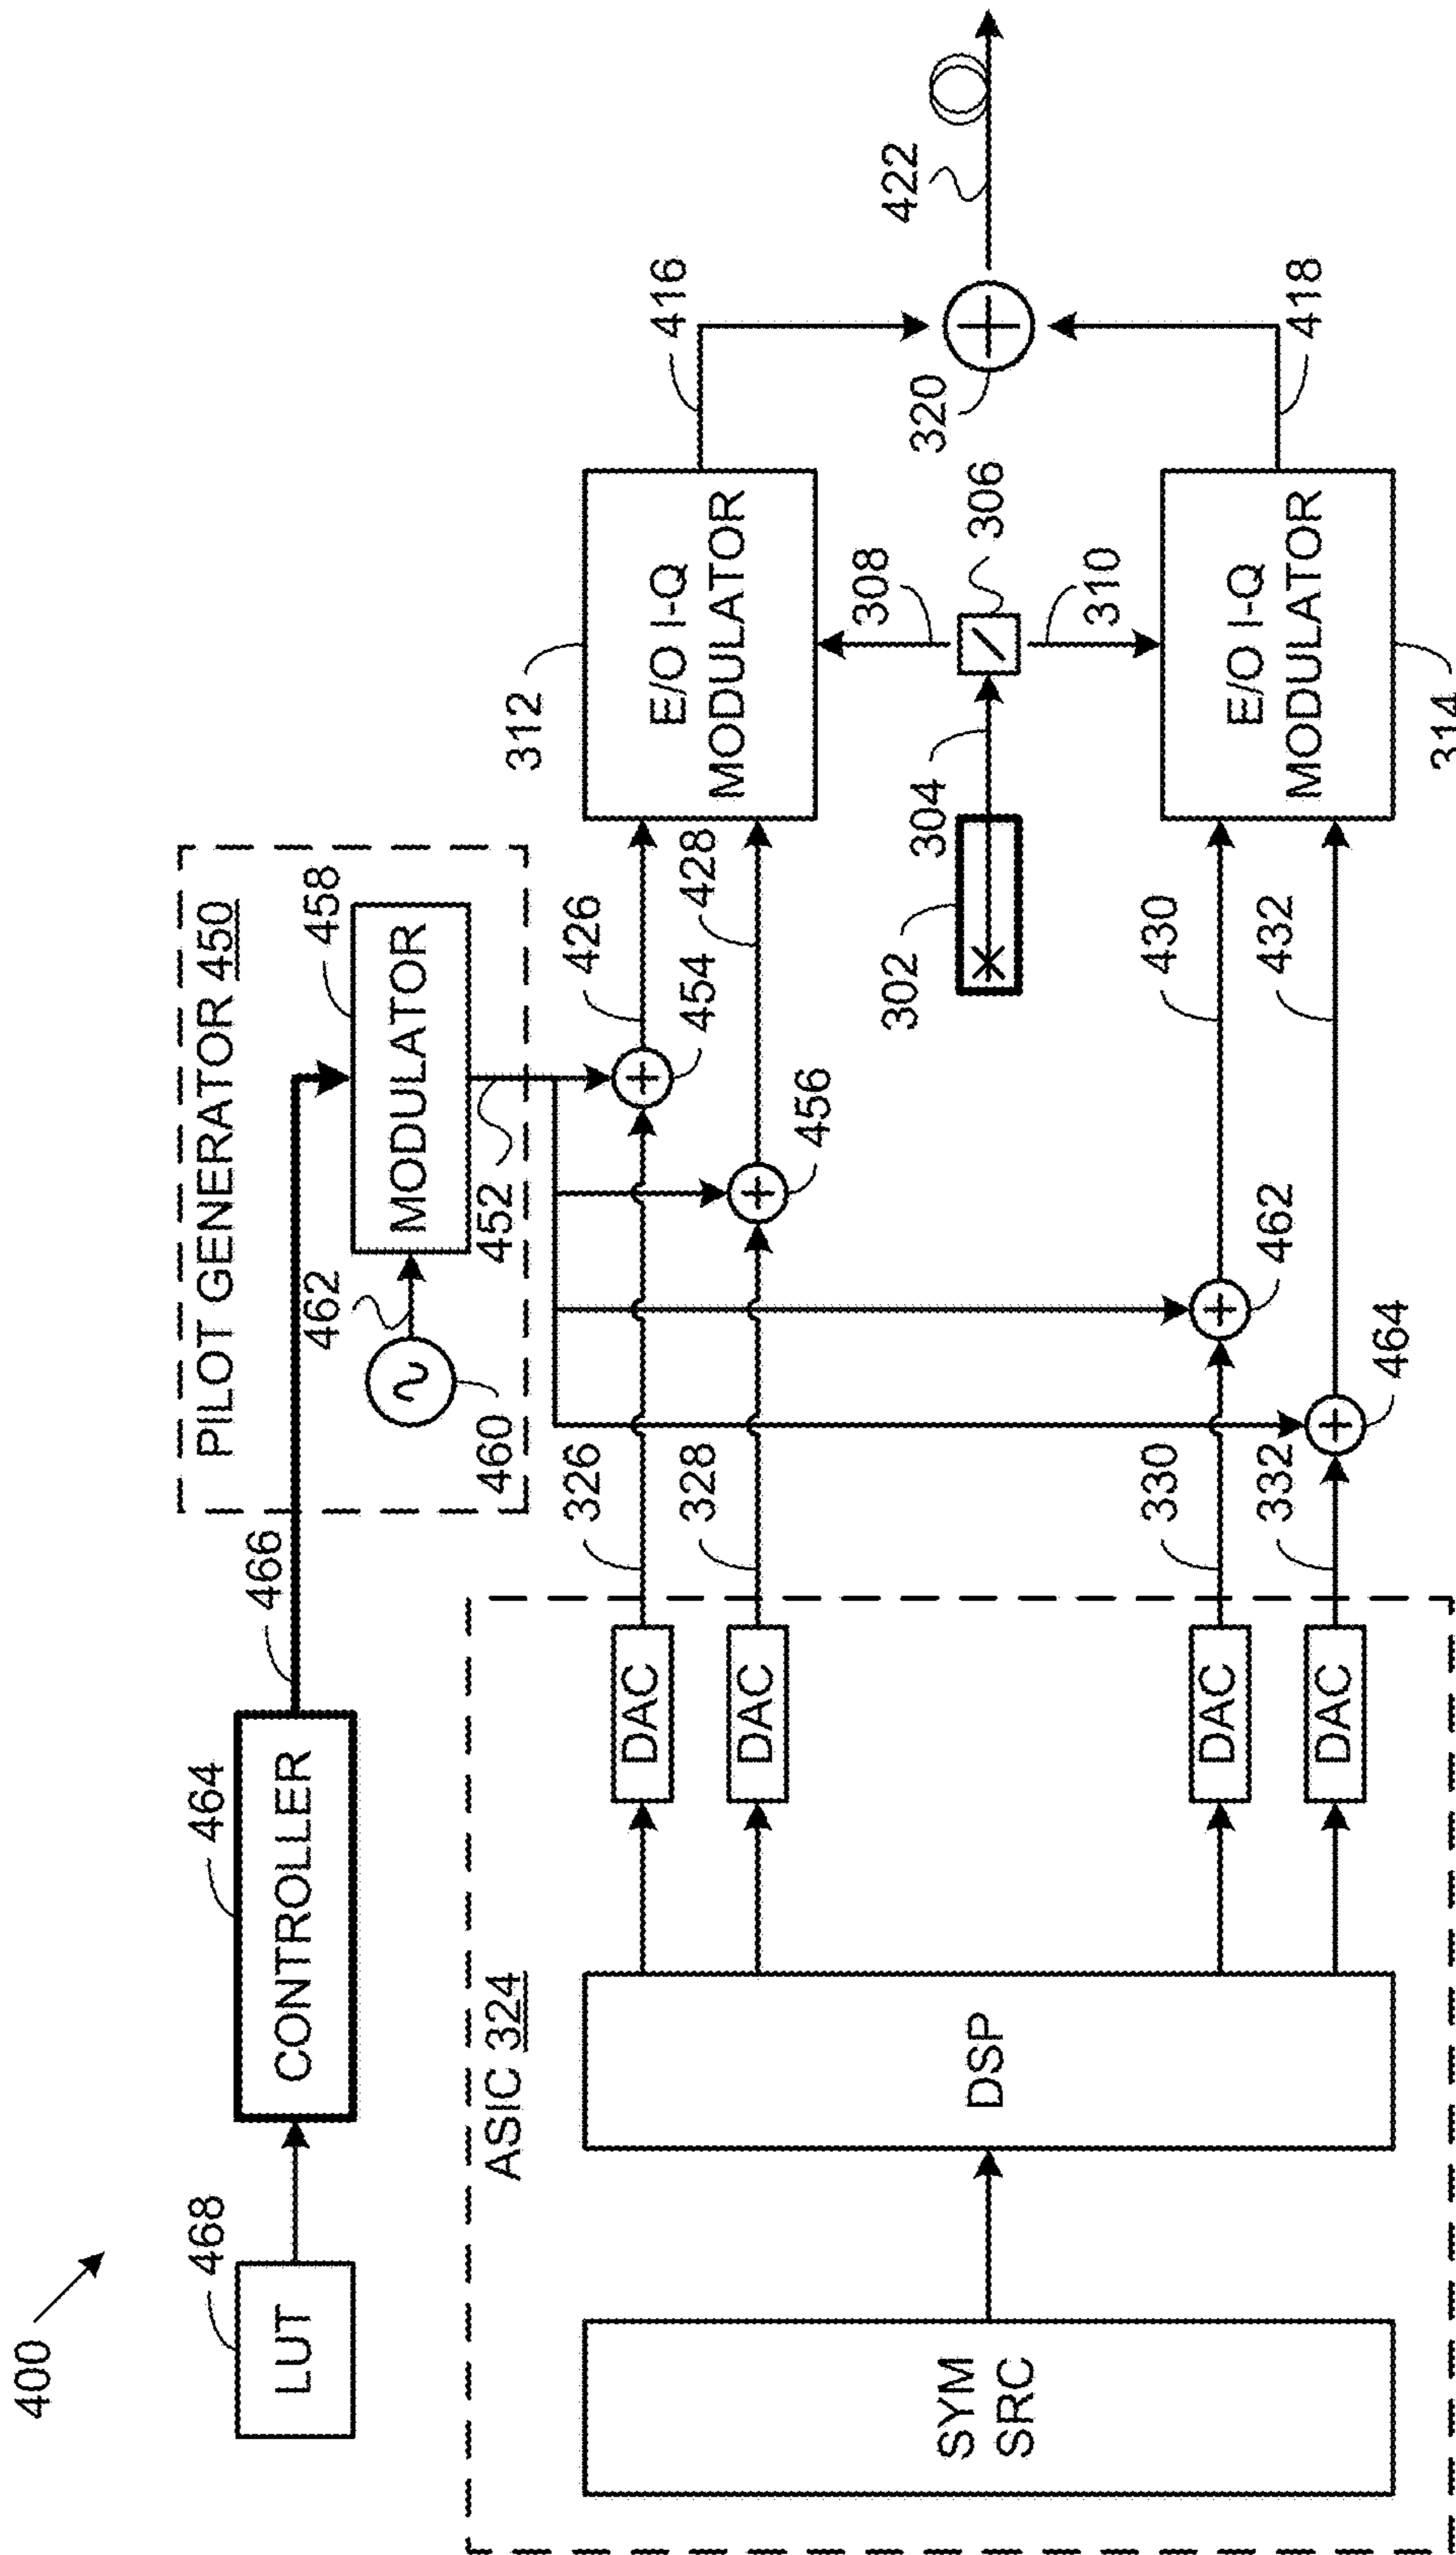 400
LUT
468
CONTROLLER
464
466
PILOT GENERATOR 450
MODULATOR
458
462
460
452
ASIC 324
SYM
SRC
DSP
DAC
DAC
DAC
DAC
326
328
330
332
454
456
462
464
426
428
430
432
312
E/O I-Q
MODULATOR
302
304
306
308
310
E/O I-Q
MODULATOR
314
416
418
320
422